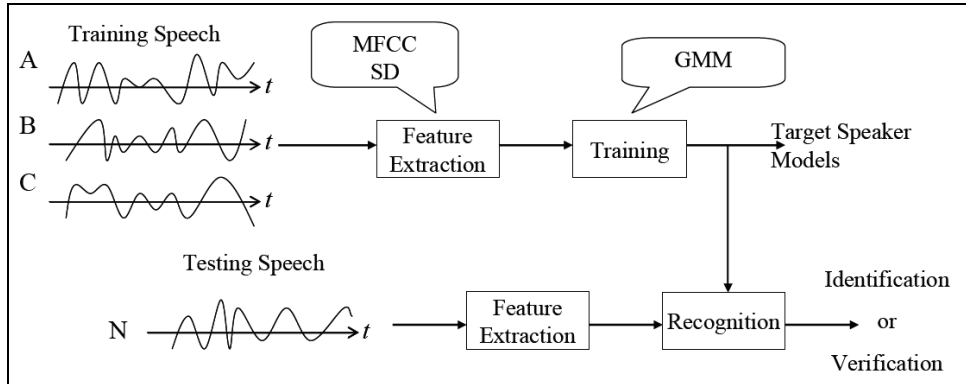 Training Speech
A
t
B
t
C
t
MFCC
SD
GMM
Feature
Extraction
Training
Target Speaker
Models
Testing Speech
N
t
Feature
Extraction
Recognition
Identification
or
Verification